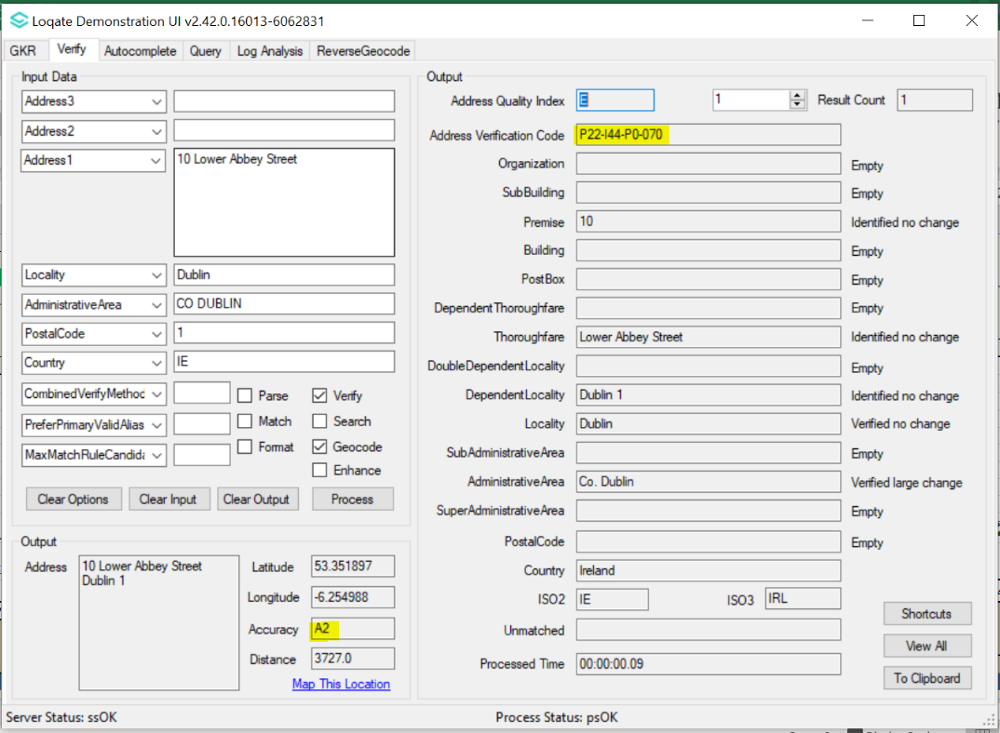 Loqate Demonstration UI v2.42.0.16013-6062831
GKR Verify Autocomplete Query Log Analysis ReverseGeocode
Input Data
Address3
Address2
Address1 10 Lower Abbey Street
Locality Dublin
AdministrativeArea CO DUBLIN
PostalCode 1
Country IE
CombinedVerifyMethod Parse Verify
PreferPrimaryValidAlias Match Search
MaxMatchRuleCandida Format Geocode
Enhance
Clear Options Clear Input Clear Output Process
Output
Address 10 Lower Abbey Street
Dublin 1
Latitude 53.351897
Longitude -6.254988
Accuracy A2
Distance 3727.0
Map This Location
Output
Address Quality Index E 1 Result Count 1
Address Verification Code P22-I44-P0-070
Organization Empty
SubBuilding Empty
Premise 10 Identified no change
Building Empty
PostBox Empty
DependentThoroughfare Empty
Thoroughfare Lower Abbey Street Identified no change
DoubleDependentLocality Empty
DependentLocality Dublin 1 Identified no change
Locality Dublin Verified no change
SubAdministrativeArea Empty
AdministrativeArea Co. Dublin Verified large change
SuperAdministrativeArea Empty
PostalCode Empty
Country Ireland
ISO2 IE ISO3 IRL
Unmatched
Processed Time 00:00:00.09
Shortcuts
View All
To Clipboard
Server Status: ssOK Process Status: psOK